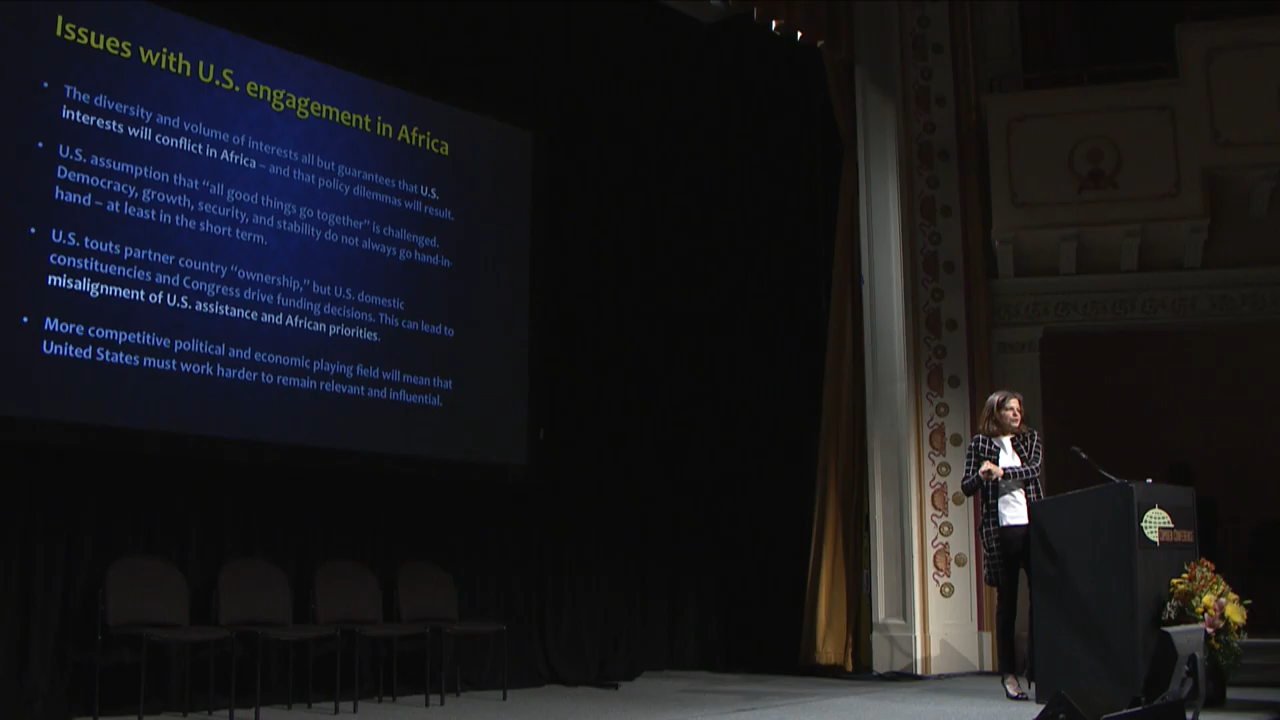 Issues with U.S. engagement in Africa
• The diversity and volume of interests all but guarantees that U.S.
interests will conflict in Africa – and that policy dilemmas will result.
• U.S. assumption that "all good things go together" is challenged.
Democracy, growth, security, and stability do not always go hand-in-
hand – at least in the short term.
• U.S. touts partner country "ownership," but U.S. domestic
constituencies and Congress drive funding decisions. This can lead to
misalignment of U.S. assistance and African priorities.
• More competitive political and economic playing field will mean that
United States must work harder to remain relevant and influential.
CAMDEN CONFERENCE